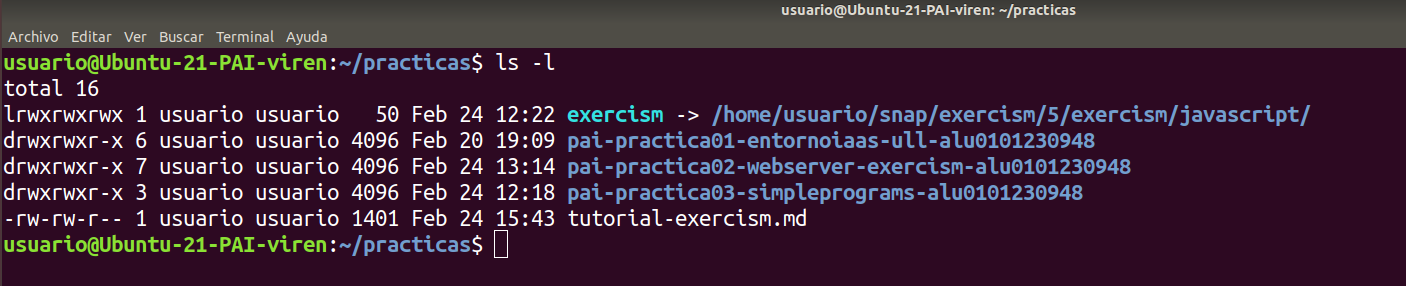 usuario@Ubuntu-21-PAI-viren: ~/practicas
Archivo Editar Ver Buscar Terminal Ayuda
usuario@Ubuntu-21-PAI-viren:~/practicas$ ls -l
total 16
lrwxrwxrwx 1 usuario usuario   50 Feb 24 12:22 exercism -> /home/usuario/snap/exercism/5/exercism/javascript/
drwxrwxr-x 6 usuario usuario 4096 Feb 20 19:09 pai-practica01-entornoiaas-ull-alu0101230948
drwxrwxr-x 7 usuario usuario 4096 Feb 24 13:14 pai-practica02-webserver-exercism-alu0101230948
drwxrwxr-x 3 usuario usuario 4096 Feb 24 12:18 pai-practica03-simpleprograms-alu0101230948
-rw-rw-r-- 1 usuario usuario 1401 Feb 24 15:43 tutorial-exercism.md
usuario@Ubuntu-21-PAI-viren:~/practicas$